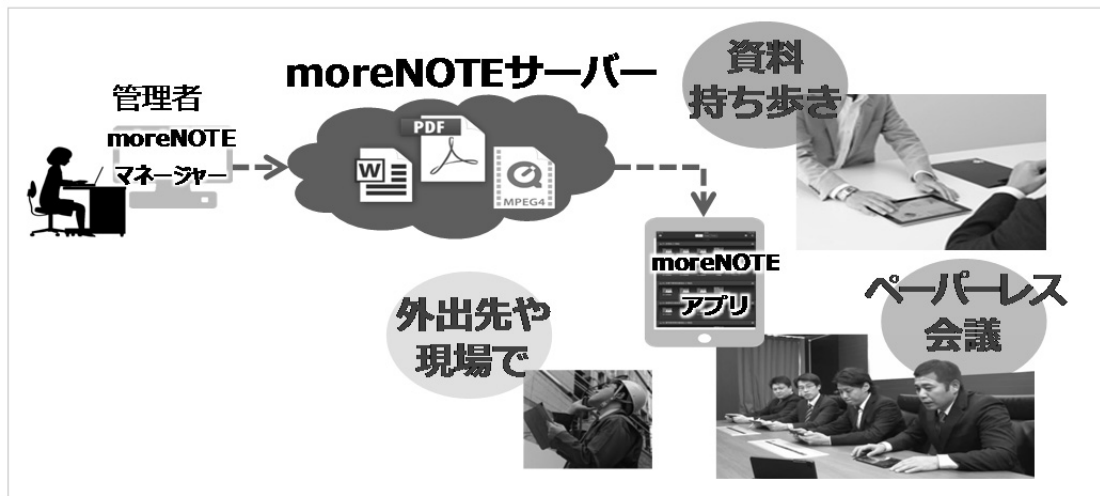 管理者
moreNOTE
マネージャー
moreNOTEサーバー
W
PDF
MPEG4
資料
持ち歩き
moreNOTE
アプリ
外出先や
現場で
ペーパーレス
会議